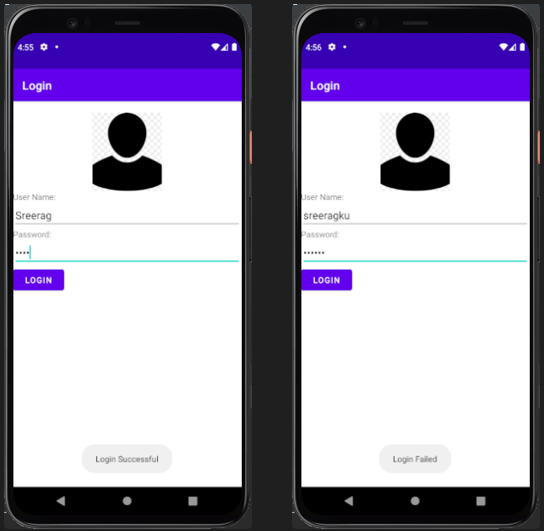 4:55
Login
User Name:
Sreerag
Password:
••••
LOGIN
Login Successful
4:56
Login
User Name:
sreeragku
Password:
••••••
LOGIN
Login Failed